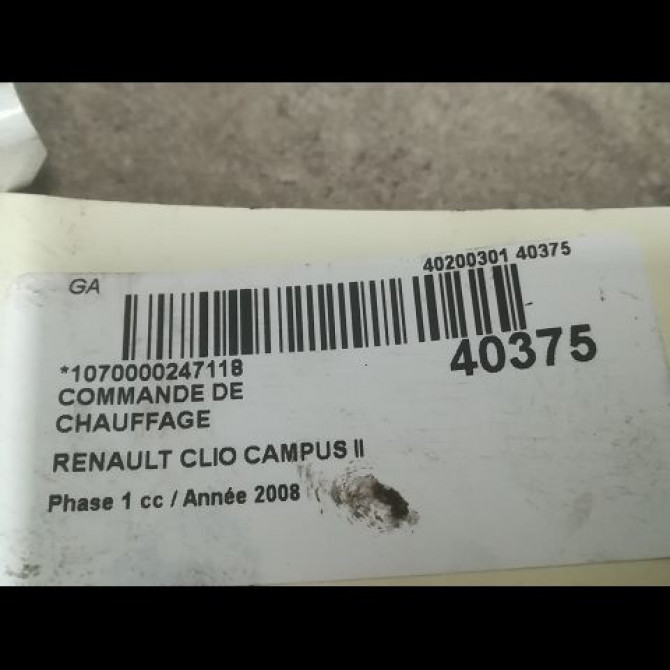 GA
40200301 40375
*1070000247118
40375
COMMANDE DE
CHAUFFAGE
RENAULT CLIO CAMPUS II
Phase 1 cc / Année 2008